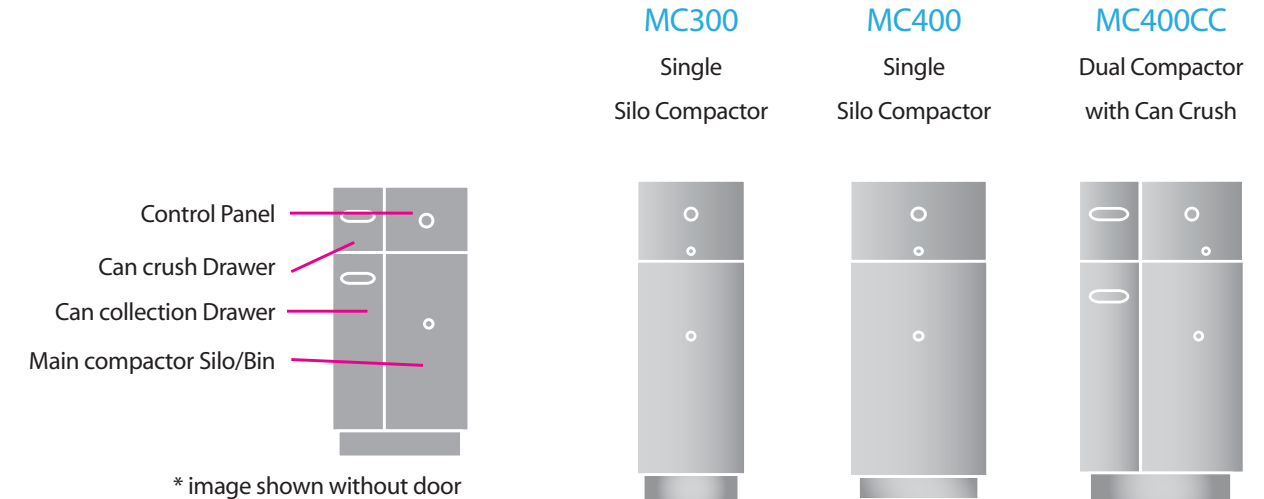 MC300
Single
Silo Compactor
MC400
Single
Silo Compactor
MC400CC
Dual Compactor
with Can Crush
Control Panel
Can crush Drawer
Can collection Drawer
Main compactor Silo/Bin
* image shown without door